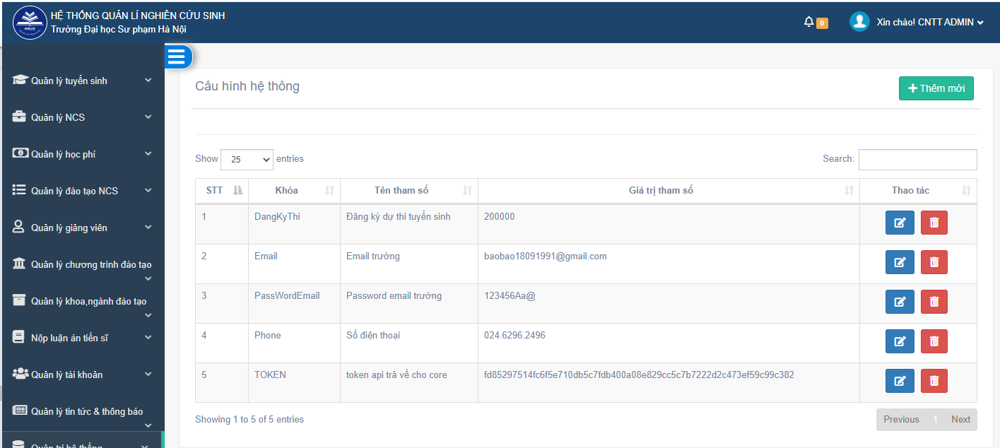 HỆ THỐNG QUẢN LÍ NGHIÊN CỨU SINH
Trường Đại học Sư phạm Hà Nội
HNUE
0
Xin chào! CNTT ADMIN
Quản lý tuyển sinh
Quản lý NCS
Quản lý học phí
Quản lý đào tạo NCS
Quản lý giảng viên
Quản lý chương trình đào tạo
Quản lý khoa,ngành đào tạo
Nộp luận án tiến sĩ
Quản lý tài khoản
Quản lý tin tức & thông báo
Quản trị hệ thống
Cấu hình hệ thống
Thêm mới
Show 25 entries
Search:
STT Khóa Tên tham số Giá trị tham số Thao tác
1 DangKyThi Đăng ký dự thi tuyển sinh 200000
2 Email Email trường baobao18091991@gmail.com
3 PassWordEmail Password email trường 123456Aa@
4 Phone Số điện thoại 024.6296.2496
5 TOKEN token api trả về cho core fd85297514fc6f5e710db5c7fdb400a08e829cc5c7b7222d2c473ef59c99c382
Showing 1 to 5 of 5 entries
Previous 1 Next